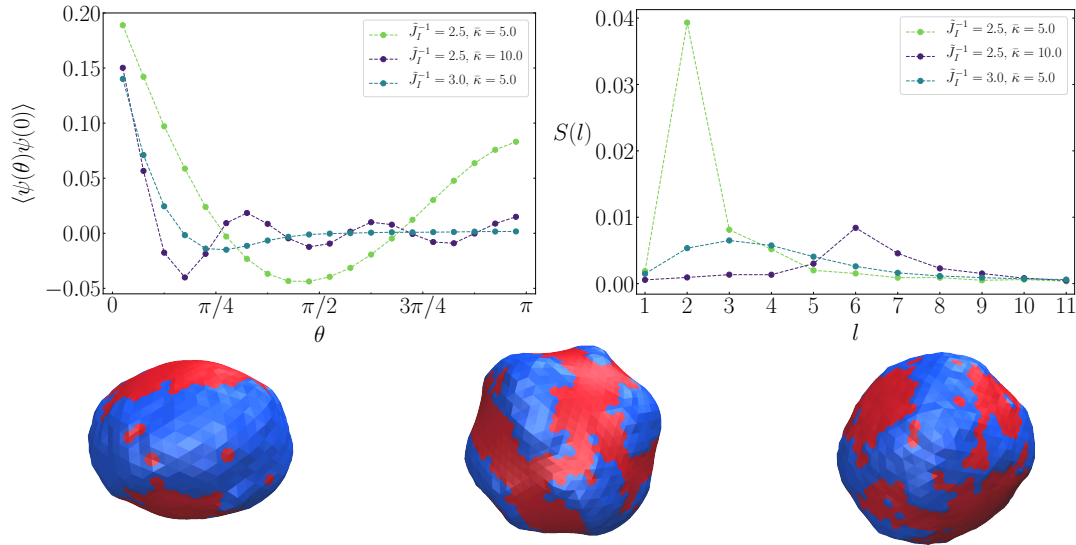 0.20
0.15
0.10
0.05
0.00
−0.05
⟨ψ(θ)ψ(0)⟩
J̃_I^{-1} = 2.5, κ̄ = 5.0
J̃_I^{-1} = 2.5, κ̄ = 10.0
J̃_I^{-1} = 3.0, κ̄ = 5.0
0 π/4 π/2 3π/4 π
θ
0.04
0.03
0.02
0.01
0.00
S(l)
J̃_I^{-1} = 2.5, κ̄ = 5.0
J̃_I^{-1} = 2.5, κ̄ = 10.0
J̃_I^{-1} = 3.0, κ̄ = 5.0
1 2 3 4 5 6 7 8 9 10 11
l